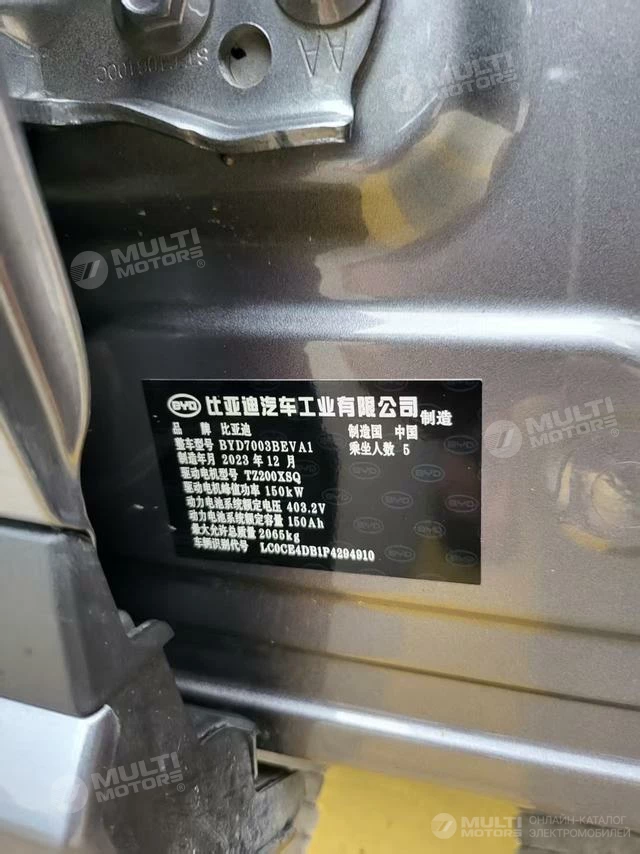 AA
MULTI
MOTORS®
MULTI
MOTORS®
BYD 比亚迪汽车工业有限公司 制造
品 牌 比亚迪 制造国 中国
整车型号 BYD7003BEVA1 乘坐人数 5
制造年月 2023 年 12 月
驱动电机型号 TZ200XSQ
驱动电机峰值功率 150kW
动力电池系统额定电压 403.2V
动力电池系统额定容量 150Ah
最大允许总质量 2065kg
车辆识别代号 LC0CE4DB1P4294910
MULTI
MOTORS®
MULTI
MOTORS®
MULTI
MOTORS®
ОНЛАЙН-КАТАЛОГ
ЭЛЕКТРОМОБИЛЕЙ